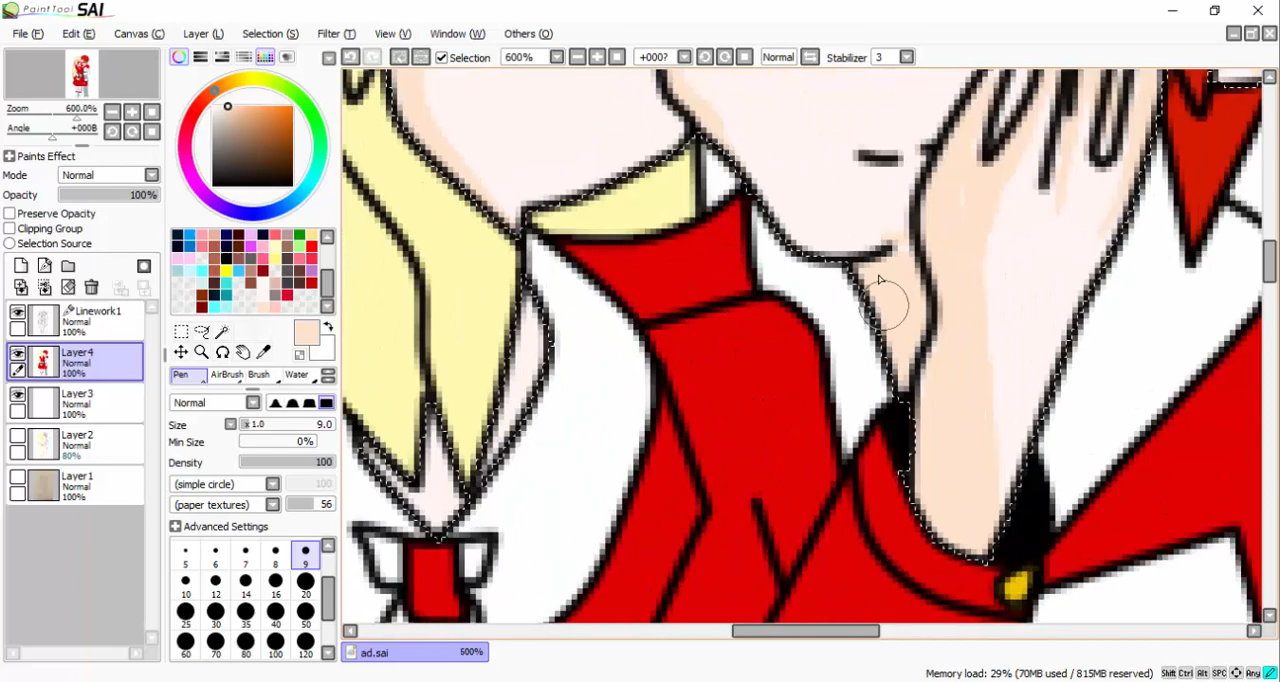 PaintTool SAI
File (F) Edit (E) Canvas (C) Layer (L) Selection (S) Filter (T) View (V) Window (W) Others (O)
Selection 600% +000? Normal Stabilizer 3
Zoom 600.0%
Angle +000B
Paints Effect
Mode Normal
Opacity 100%
Preserve Opacity
Clipping Group
Selection Source
Linework1
Normal
100%
Layer4
Normal
100%
Layer3
Normal
100%
Layer2
Normal
80%
Layer1
Normal
100%
Pen AirBrush Brush Water
Normal
Size x 1.0 9.0
Min Size 0%
Density 100
(simple circle) 100
(paper textures) 56
Advanced Settings
5 6 7 8 9
10 12 14 16 20
25 30 35 40 50
60 70 80 100 120
ad.sai 600%
Memory load: 29% (70MB used / 815MB reserved) Shift Ctrl Alt SPC Any